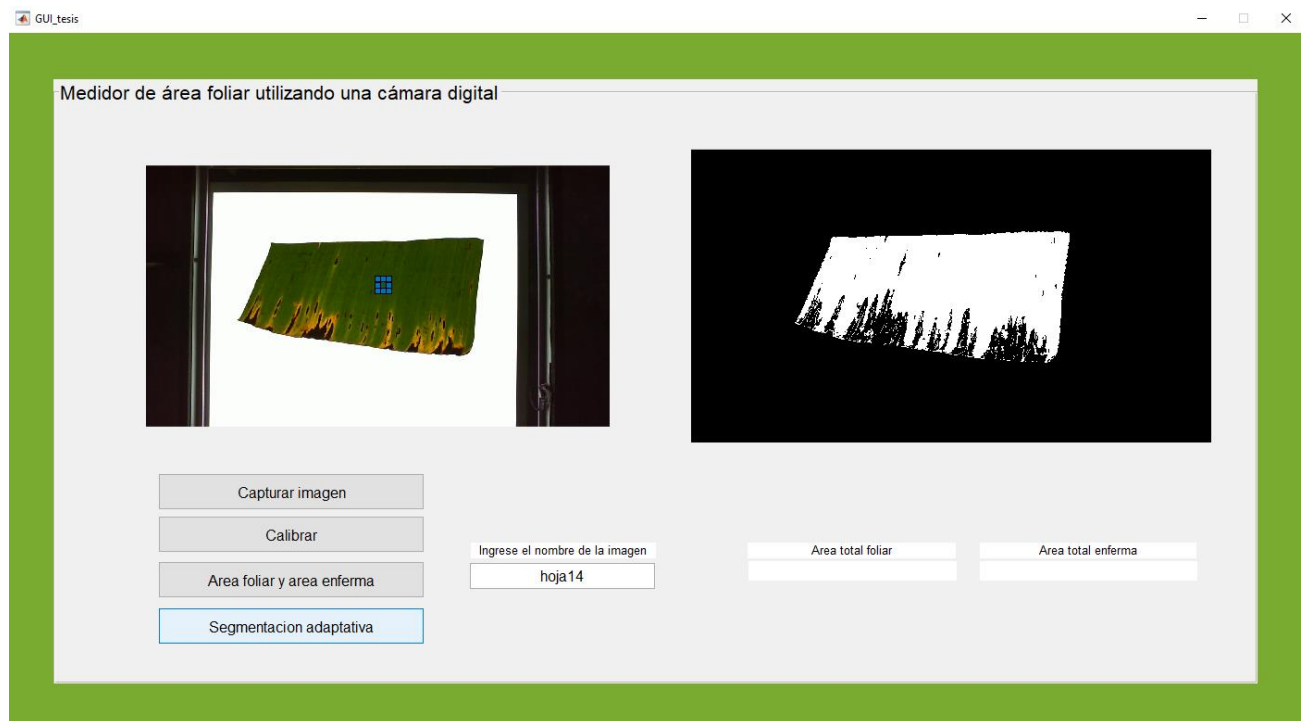 GUI_tesis
Medidor de área foliar utilizando una cámara digital
Capturar imagen
Calibrar
Area foliar y area enferma
Segmentacion adaptativa
Ingrese el nombre de la imagen
hoja14
Area total foliar
Area total enferma